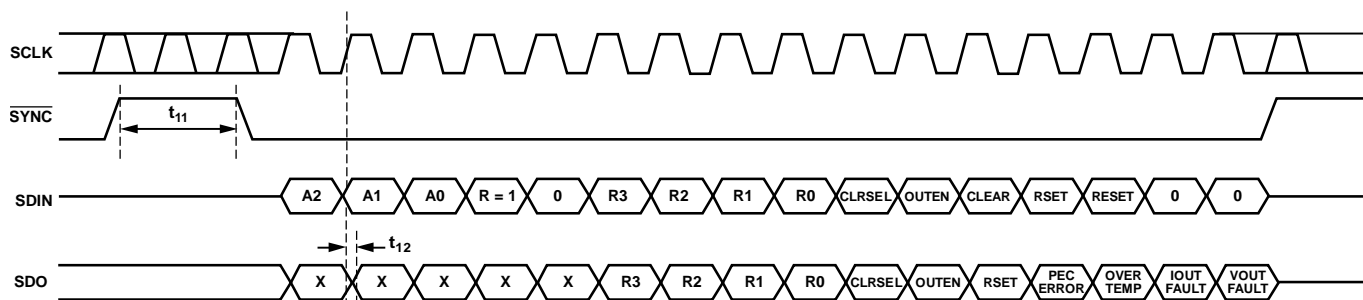 SCLK
SYNC
t11
SDIN
A2 A1 A0 R = 1 0 R3 R2 R1 R0 CLRSEL OUTEN CLEAR RSET RESET 0 0
t12
SDO
X X X X X R3 R2 R1 R0 CLRSEL OUTEN RSET PEC ERROR OVER TEMP IOUT FAULT VOUT FAULT